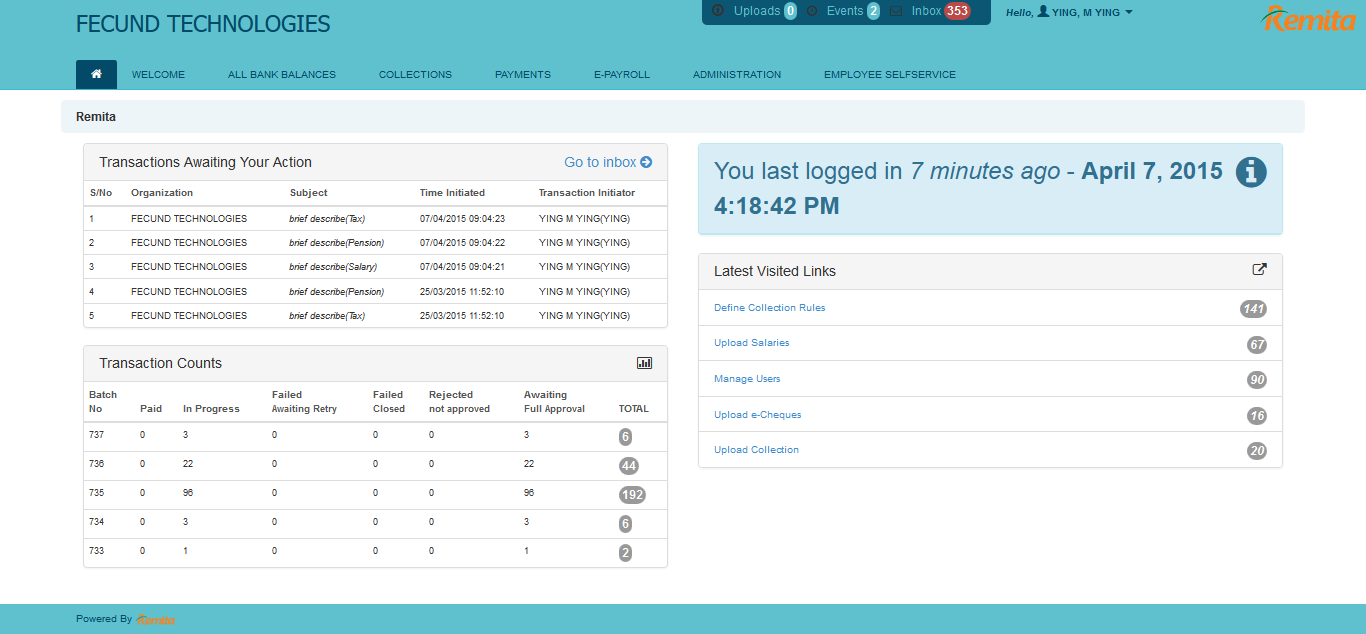 FECUND TECHNOLOGIES
Uploads 0 Events 2 Inbox 353
Hello, YING, M YING
Remita
WELCOME ALL BANK BALANCES COLLECTIONS PAYMENTS E-PAYROLL ADMINISTRATION EMPLOYEE SELFSERVICE
Remita
Transactions Awaiting Your Action Go to inbox
S/No Organization Subject Time Initiated Transaction Initiator
1 FECUND TECHNOLOGIES brief describe(Tax) 07/04/2015 09:04:23 YING M YING(YING)
2 FECUND TECHNOLOGIES brief describe(Pension) 07/04/2015 09:04:22 YING M YING(YING)
3 FECUND TECHNOLOGIES brief describe(Salary) 07/04/2015 09:04:21 YING M YING(YING)
4 FECUND TECHNOLOGIES brief describe(Pension) 25/03/2015 11:52:10 YING M YING(YING)
5 FECUND TECHNOLOGIES brief describe(Tax) 25/03/2015 11:52:10 YING M YING(YING)
Transaction Counts
Batch Failed Failed Rejected Awaiting
No Paid In Progress Awaiting Retry Closed not approved Full Approval TOTAL
737 0 3 0 0 0 3 6
736 0 22 0 0 0 22 44
735 0 96 0 0 0 96 192
734 0 3 0 0 0 3 6
733 0 1 0 0 0 1 2
You last logged in 7 minutes ago - April 7, 2015
4:18:42 PM
Latest Visited Links
Define Collection Rules 141
Upload Salaries 67
Manage Users 90
Upload e-Cheques 16
Upload Collection 20
Powered By Remita